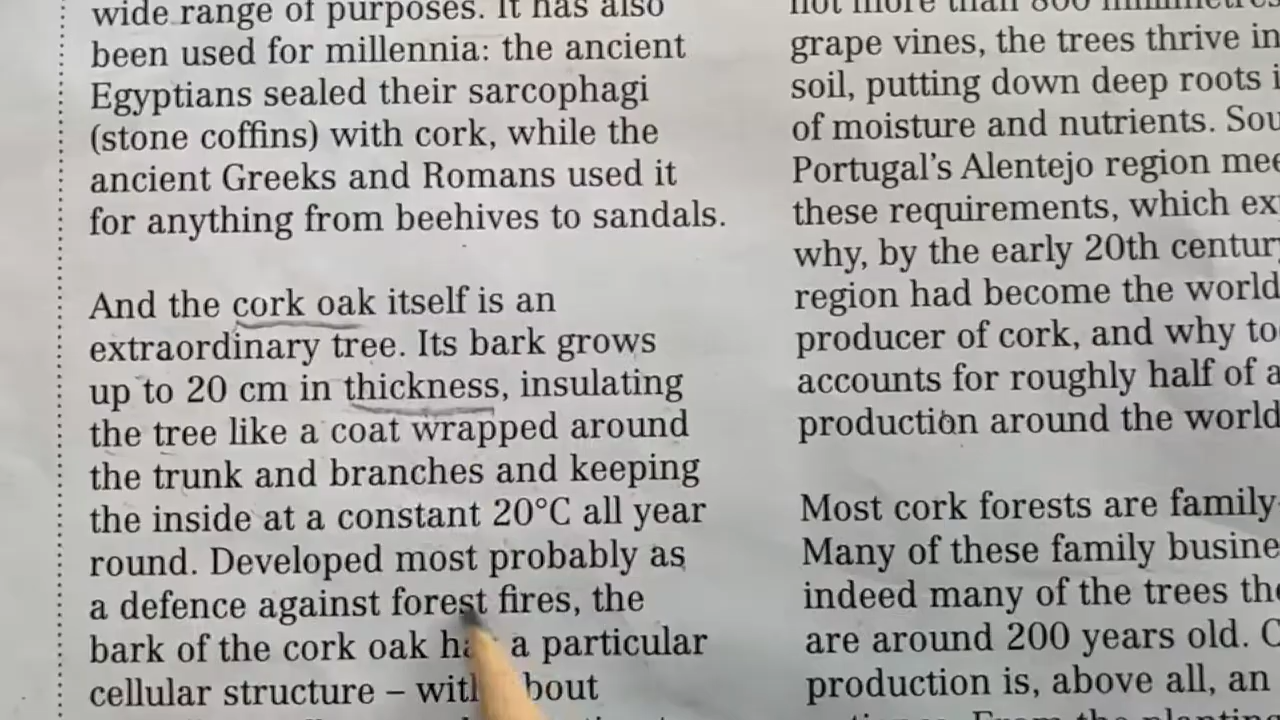 wide range of purposes. It has also
been used for millennia: the ancient
Egyptians sealed their sarcophagi
(stone coffins) with cork, while the
ancient Greeks and Romans used it
for anything from beehives to sandals.
And the cork oak itself is an
extraordinary tree. Its bark grows
up to 20 cm in thickness, insulating
the tree like a coat wrapped around
the trunk and branches and keeping
the inside at a constant 20°C all year
round. Developed most probably as
a defence against forest fires, the
bark of the cork oak a particular
cellular structure –
not more than 800 millimetres
grape vines, the trees thrive in
soil, putting down deep roots
of moisture and nutrients.
Portugal's Alentejo region
these requirements, which
why, by the early 20th
region had become the
producer of cork, and why
accounts for roughly half of
production around the
Most cork forests are family-
Many of these family
indeed many of the trees
are around 200 years old.
production is, above all, an